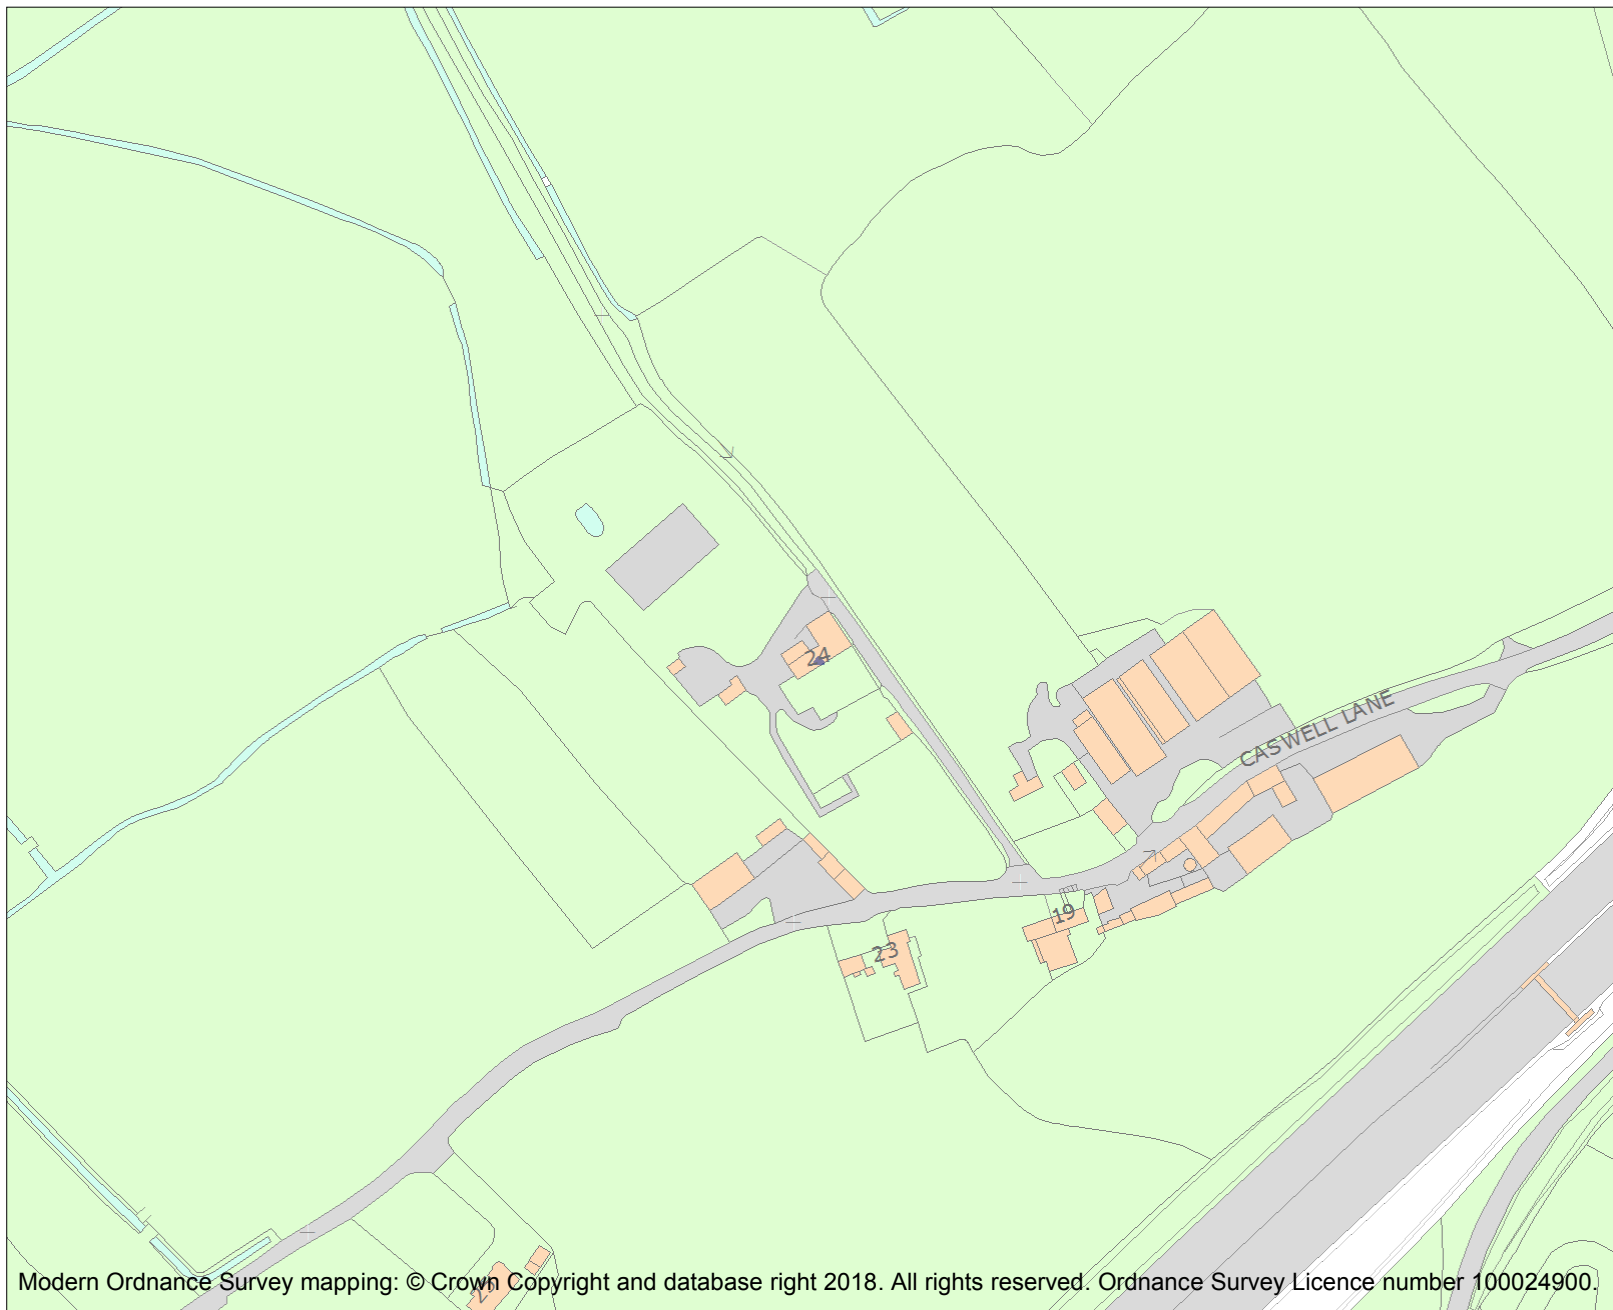 24
CASWELL LANE
19
23
Modern Ordnance Survey mapping: © Crown Copyright and database right 2018. All rights reserved. Ordnance Survey Licence number 100024900.